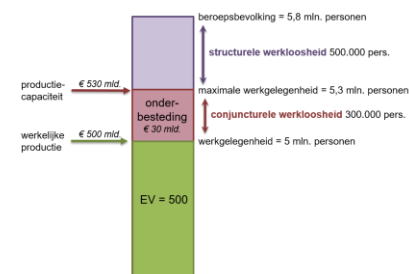 beroepsbevolking = 5,8 mln. personen
structurele werkloosheid 500.000 pers.
productie-
capaciteit
€ 530 mld.
maximale werkgelegenheid = 5,3 mln. personen
onder-
besteding
€ 30 mld.
conjuncturele werkloosheid 300.000 pers.
werkelijke
productie
€ 500 mld.
werkgelegenheid = 5 mln. personen
EV = 500